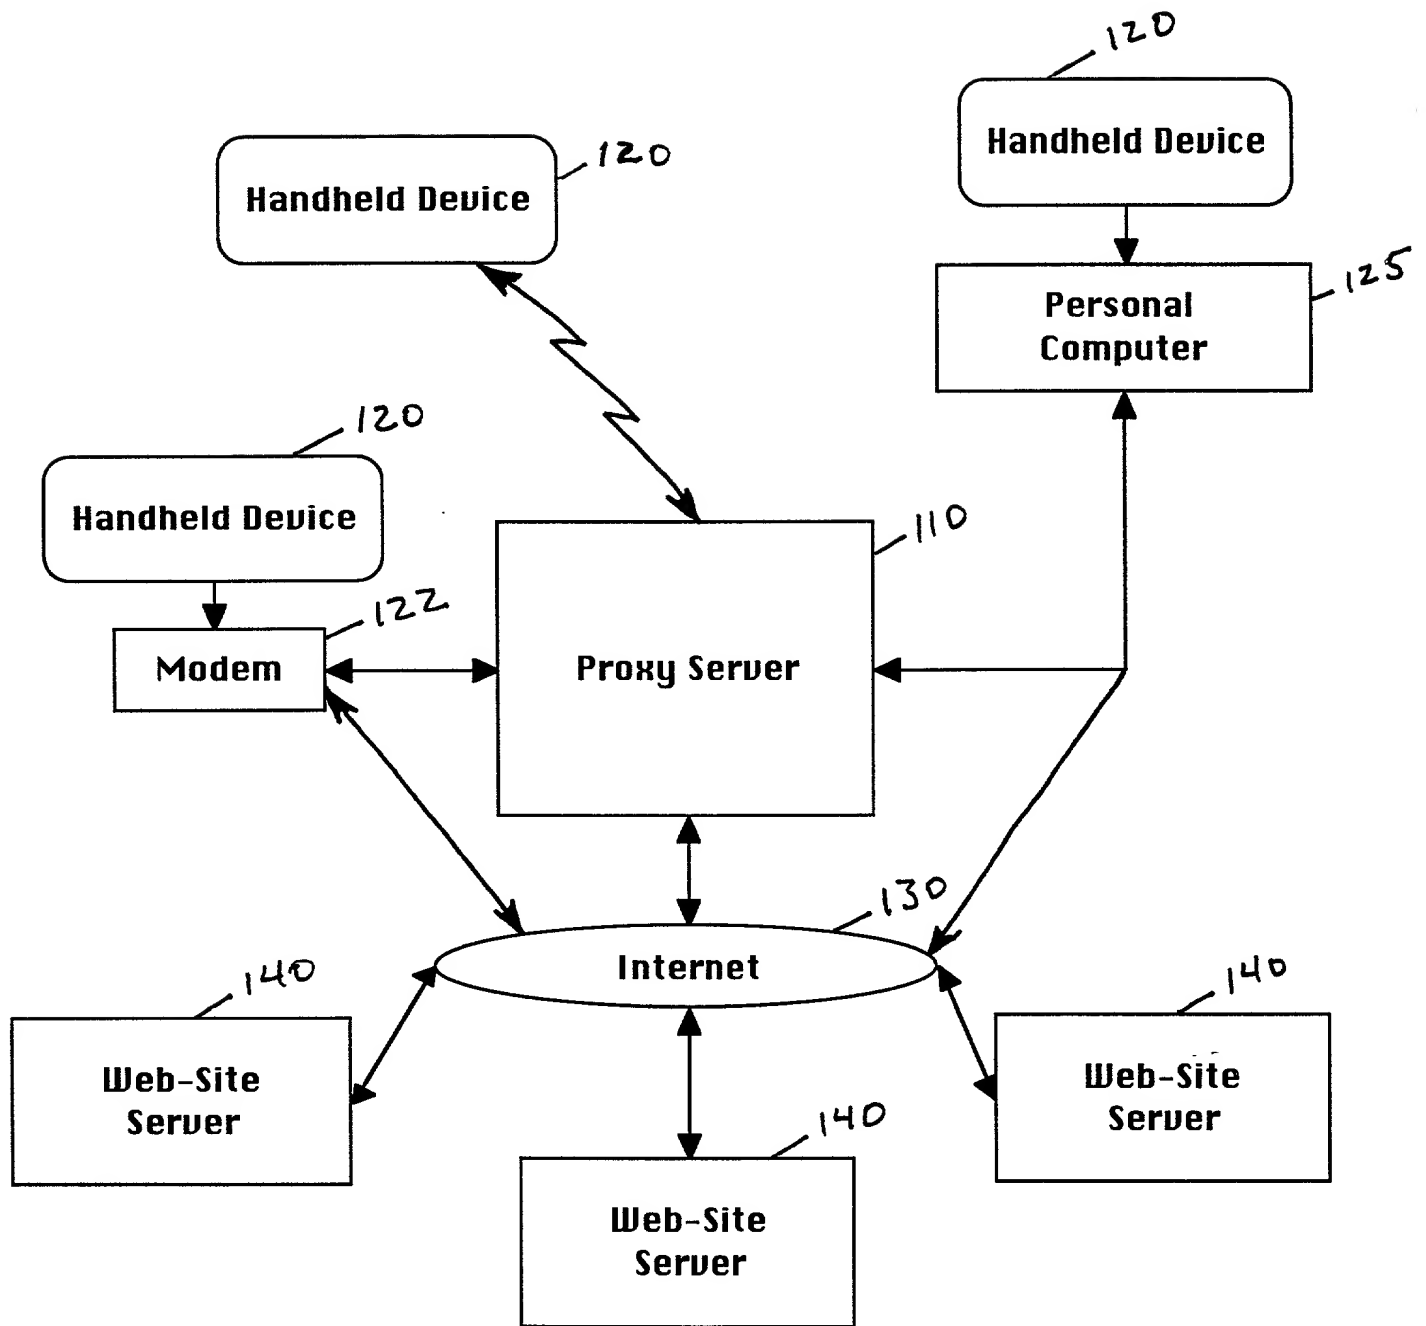 120
Handheld Device
120
Handheld Device
125
Personal
Computer
120
Handheld Device
110
122
Modem
Proxy Server
130
Internet
140
Web-Site
Server
140
Web-Site
Server
140
Web-Site
Server